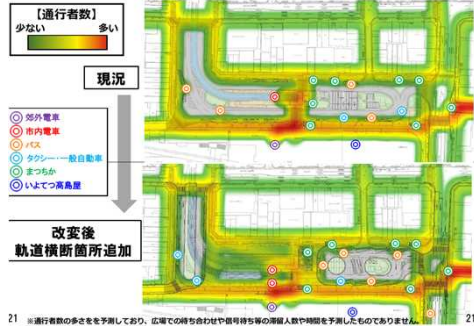 【通行者数】
少ない 多い
現況
郊外電車
市内電車
バス
タクシー・一般自動車
まつちか
いよてつ髙島屋
改変後
軌道横断箇所追加
21 ※通行者数の多さをを予測しており、広場での待ち合わせや信号待ち等の滞留人数や時間を予測したものでありません。 21